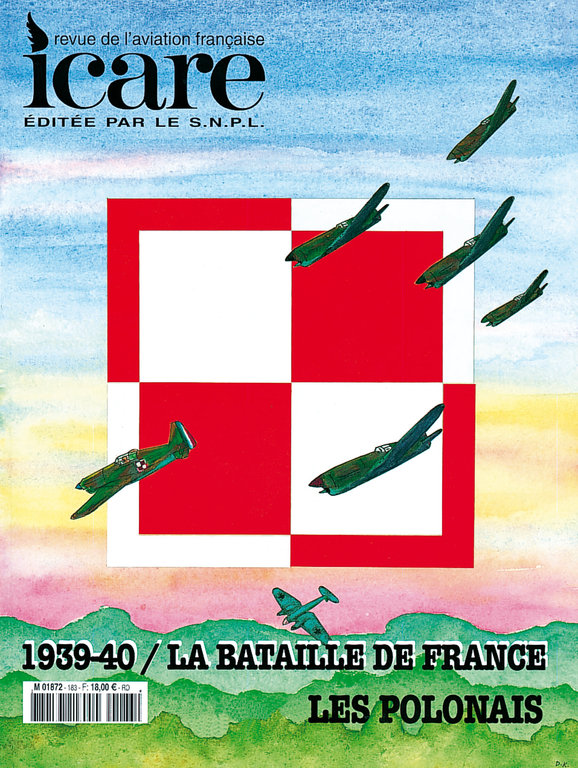 revue de l'aviation française
icare
ÉDITÉE PAR LE S.N.P.L.
1939-40 / LA BATAILLE DE FRANCE
M 01872 - 183 - F: 18,00 € - RD
LES POLONAIS
D.K.